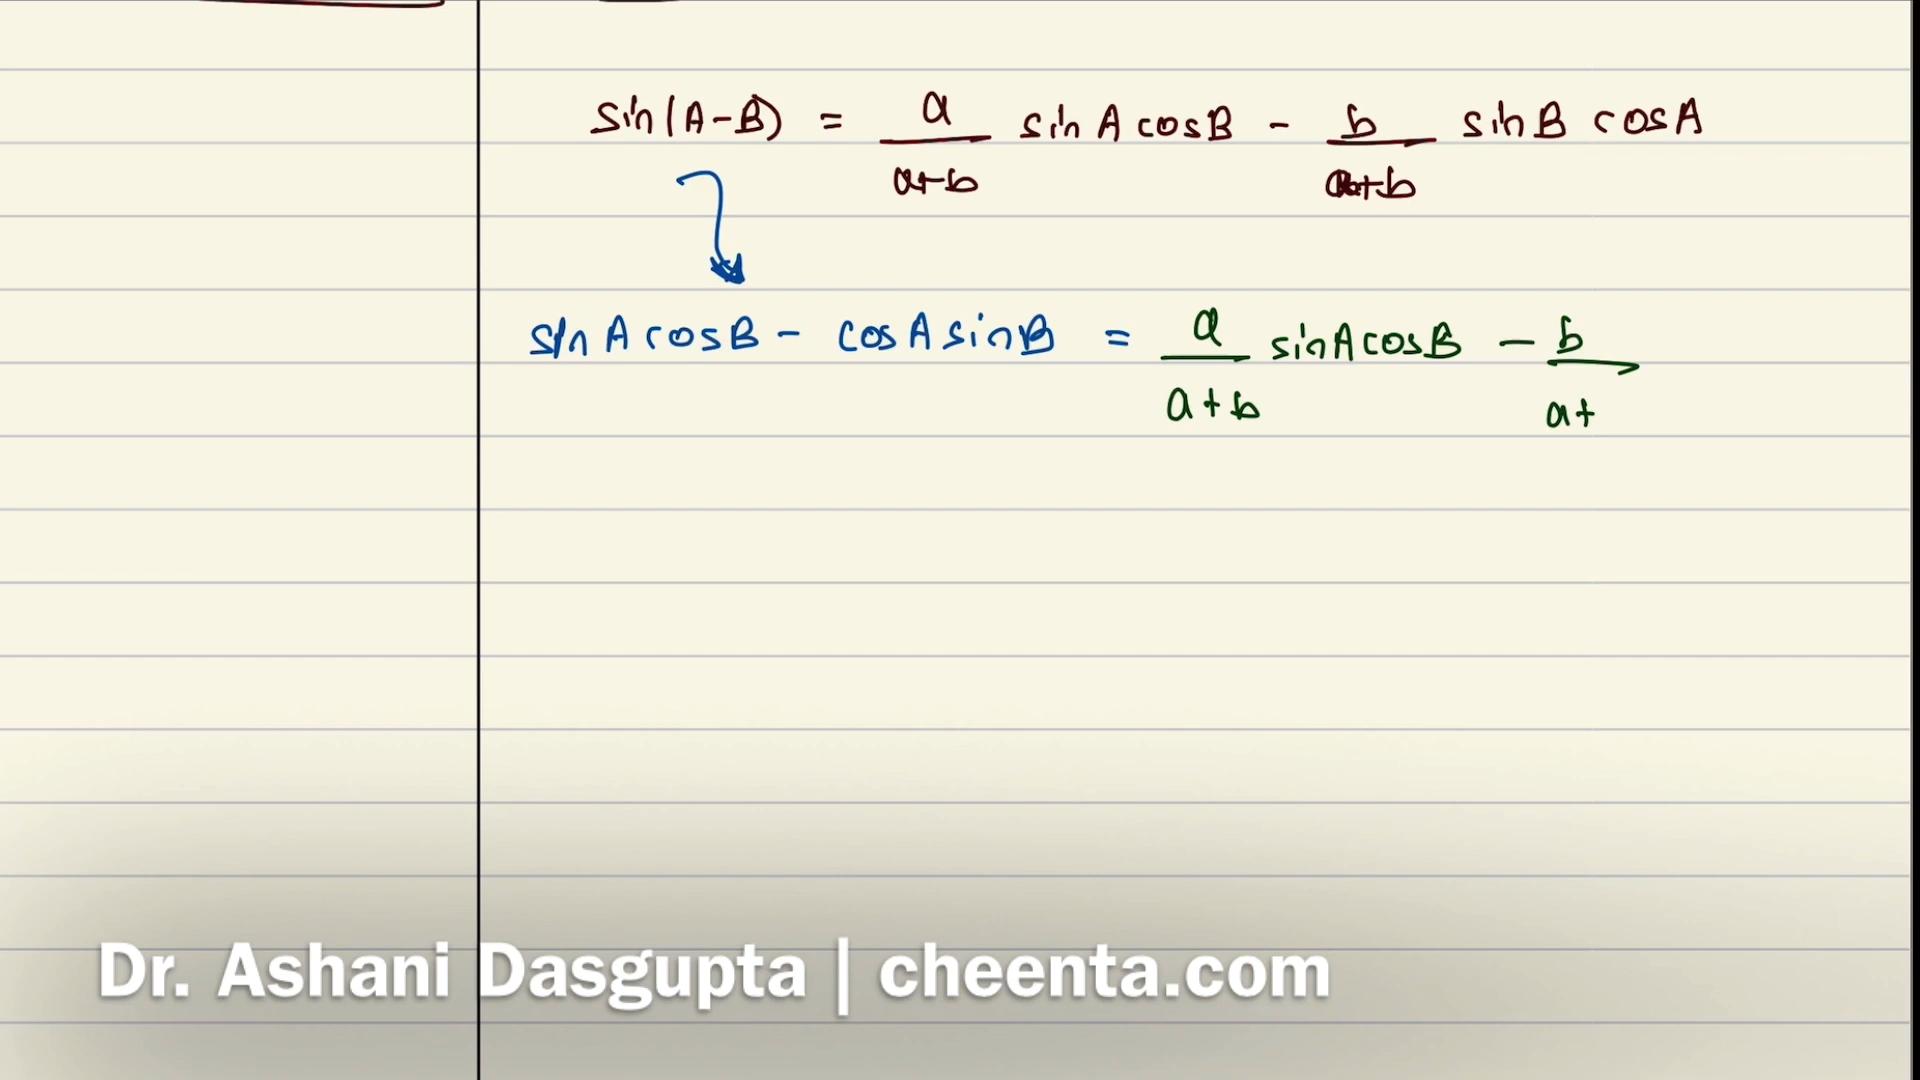 sin(A-B) = a/a+b sin A cos B - b/a+b sin B cos A
sin A cos B - cos A sin B = a/a+b sin A cos B - b/a+
Dr. Ashani Dasgupta | cheenta.com